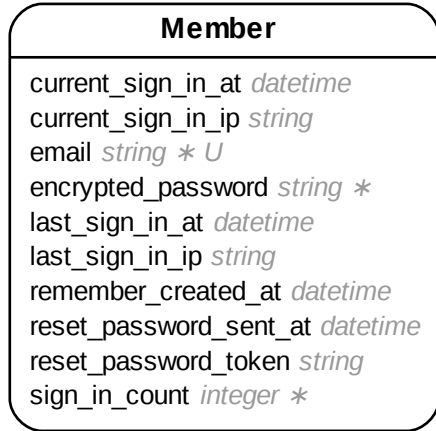 Member
current_sign_in_at datetime
current_sign_in_ip string
email string ∗ U
encrypted_password string ∗
last_sign_in_at datetime
last_sign_in_ip string
remember_created_at datetime
reset_password_sent_at datetime
reset_password_token string
sign_in_count integer ∗